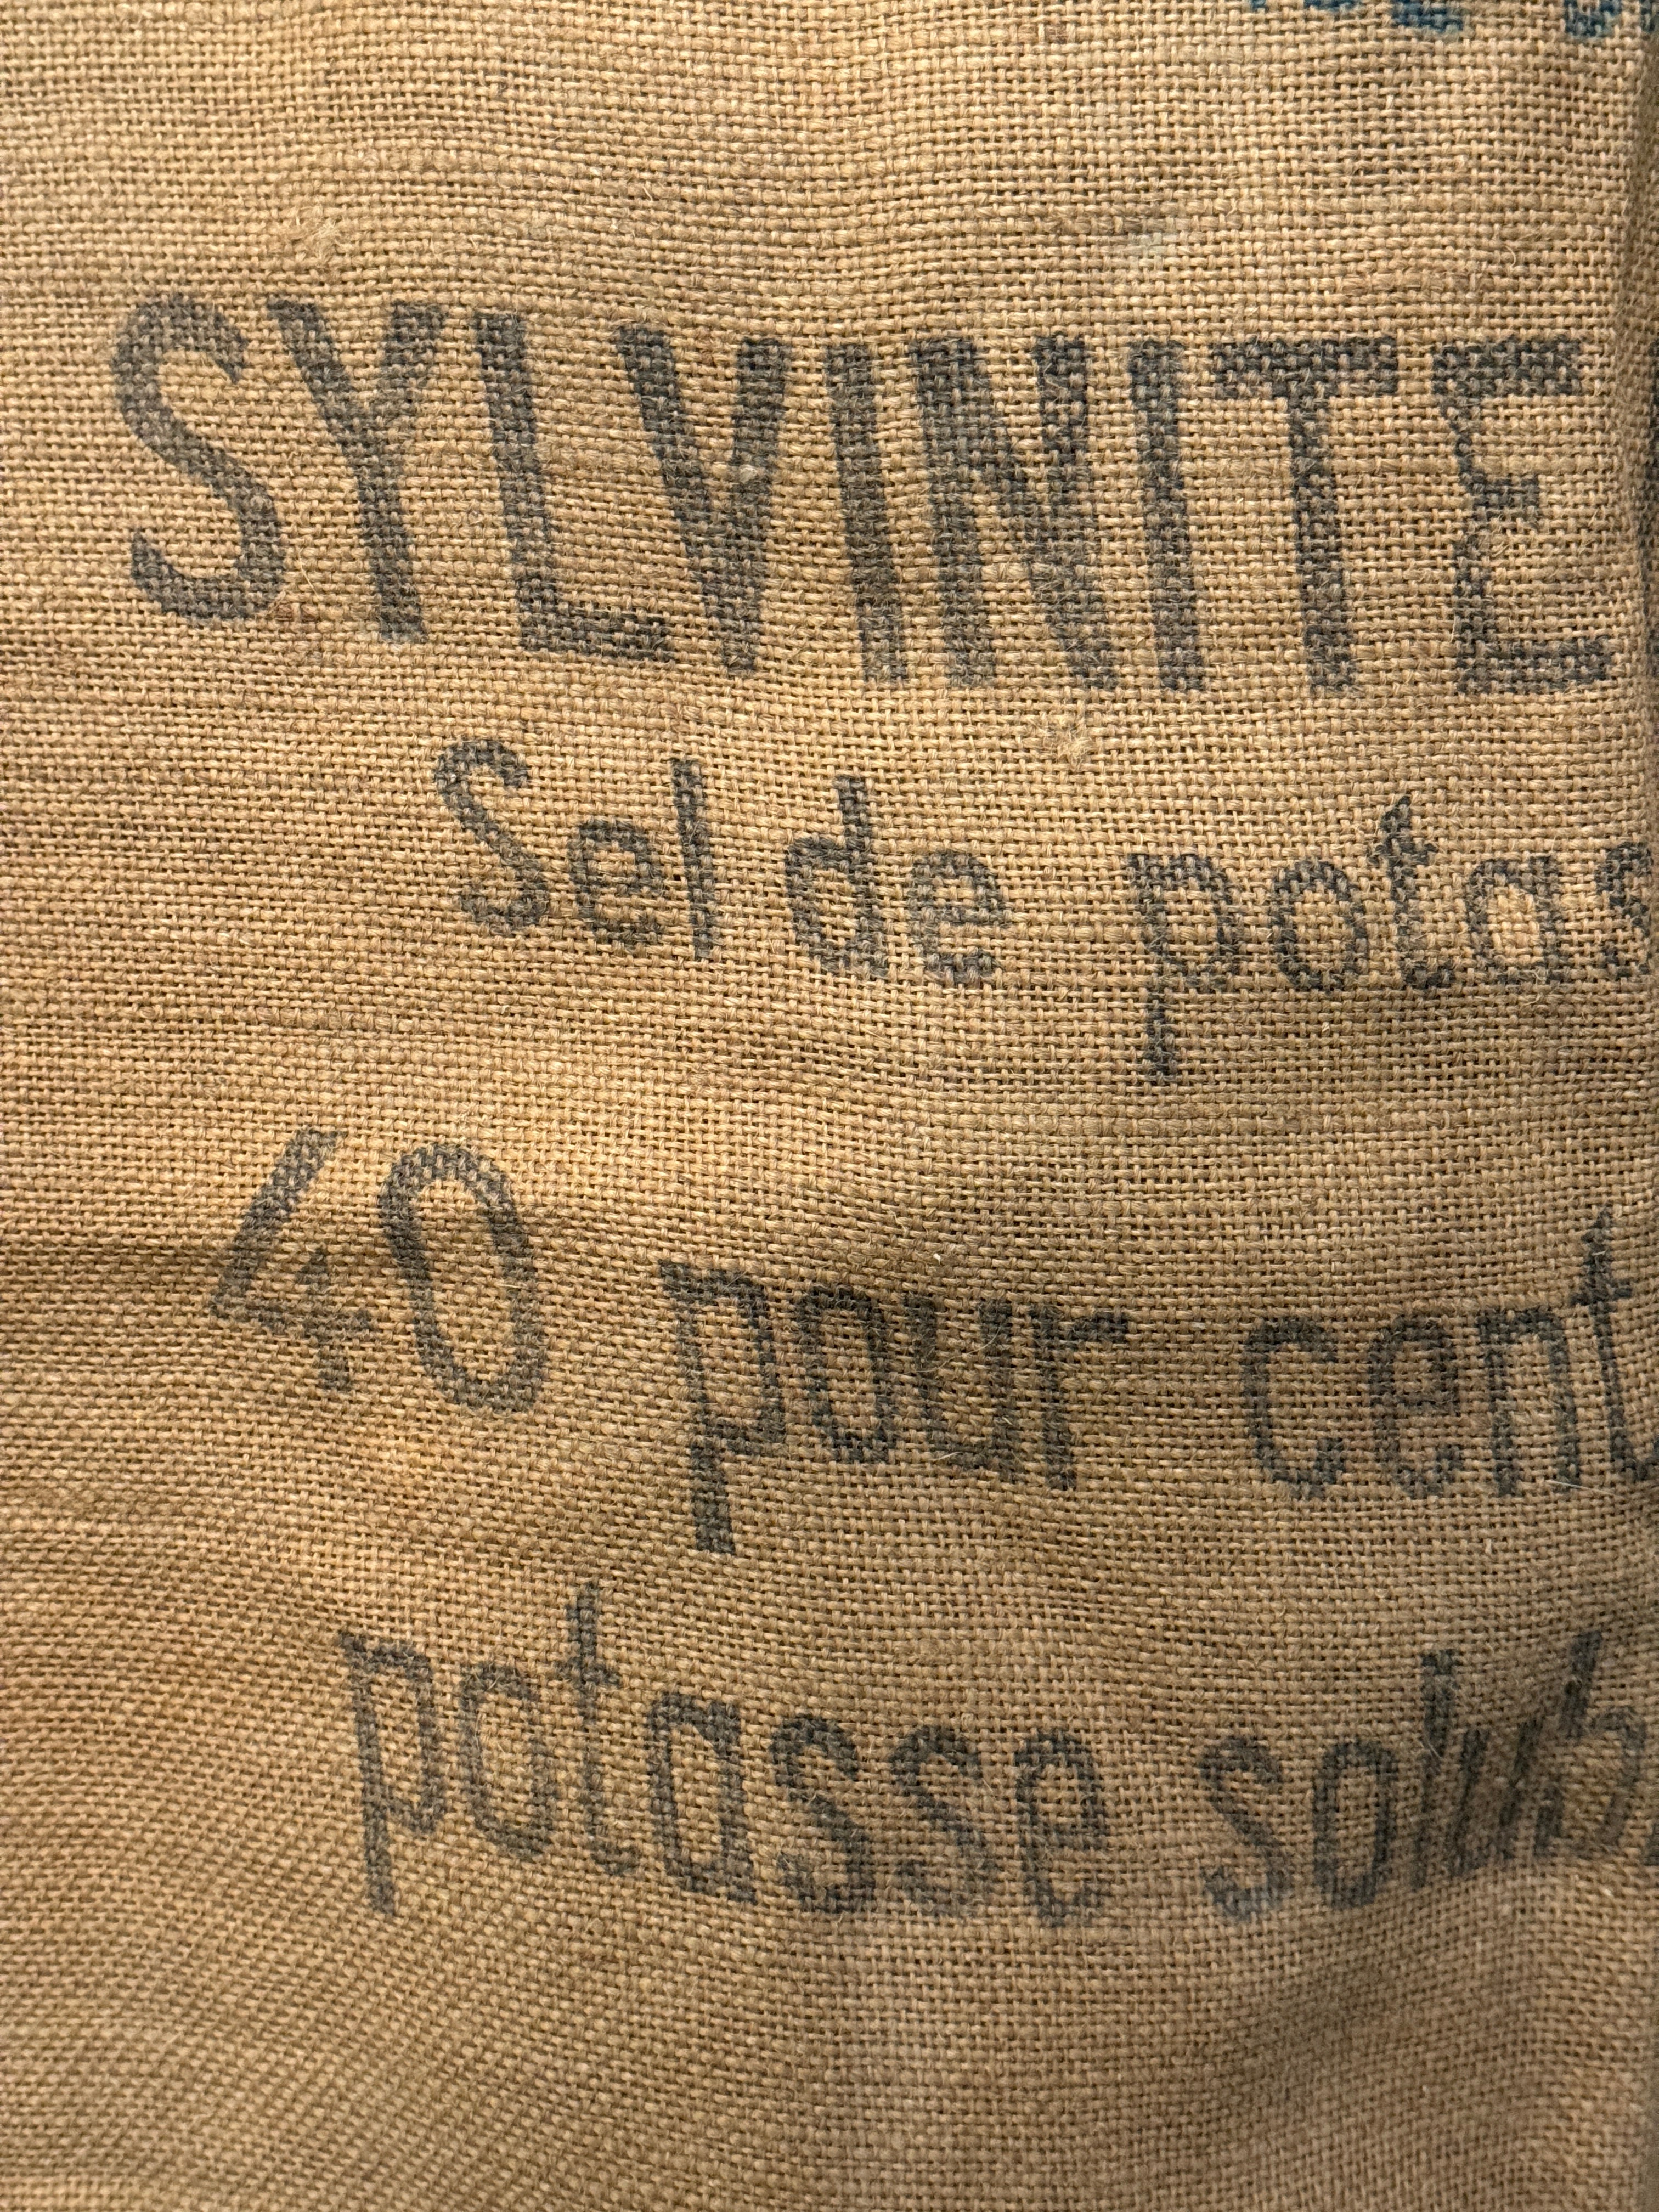 SYLVINITE
Sel de potas
40 pour cent
potasse solub